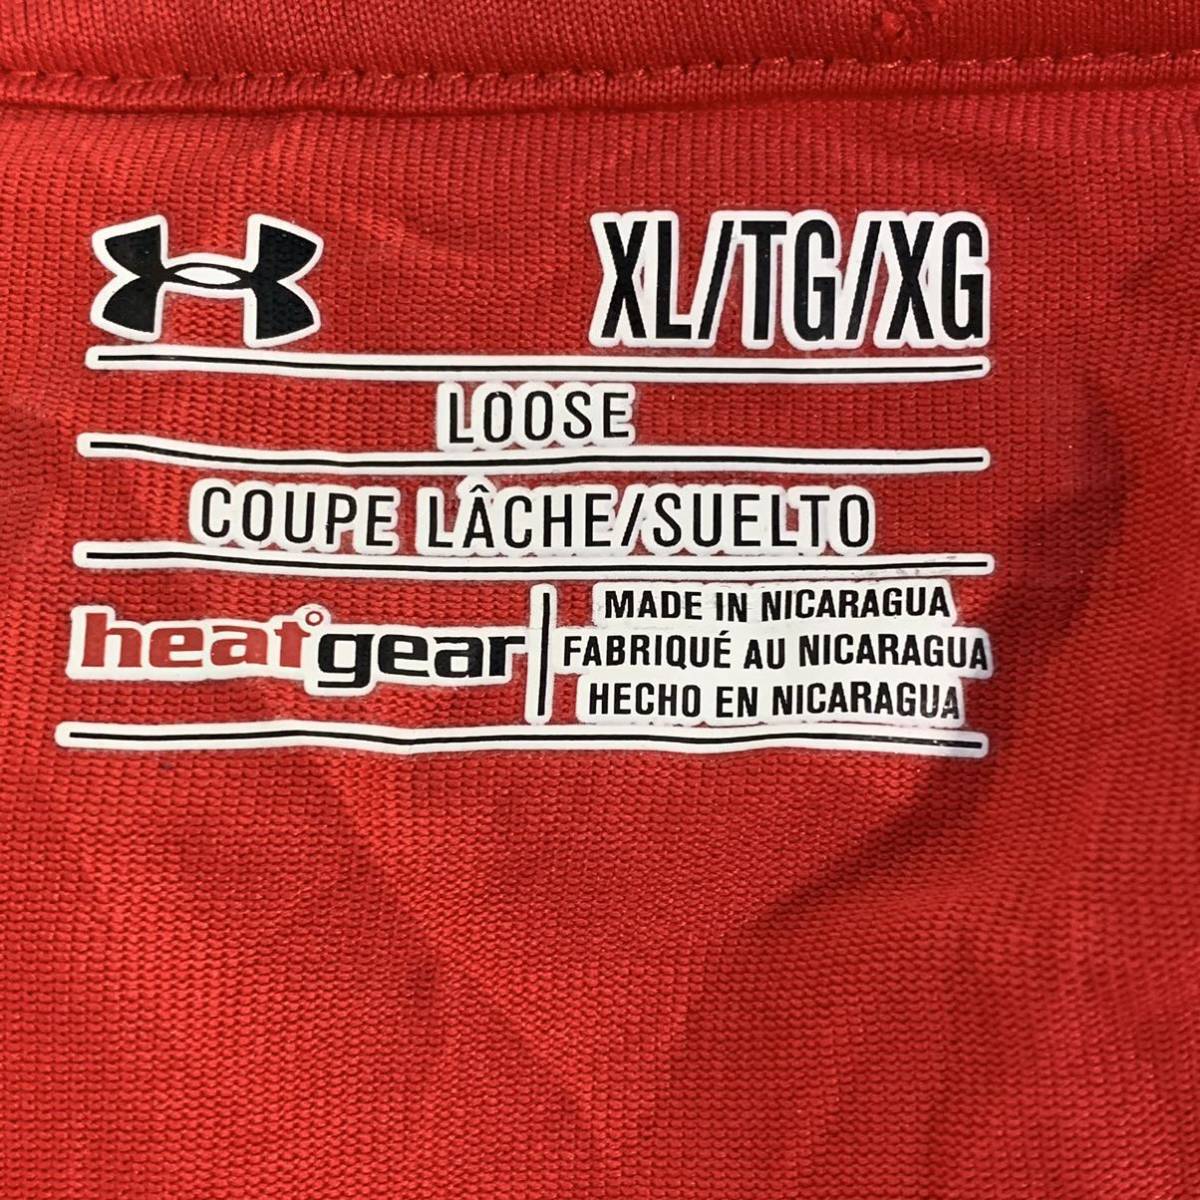 XL/TG/XG
LOOSE
COUPE LÂCHE/SUELTO
heatgear
MADE IN NICARAGUA
FABRIQUÉ AU NICARAGUA
HECHO EN NICARAGUA